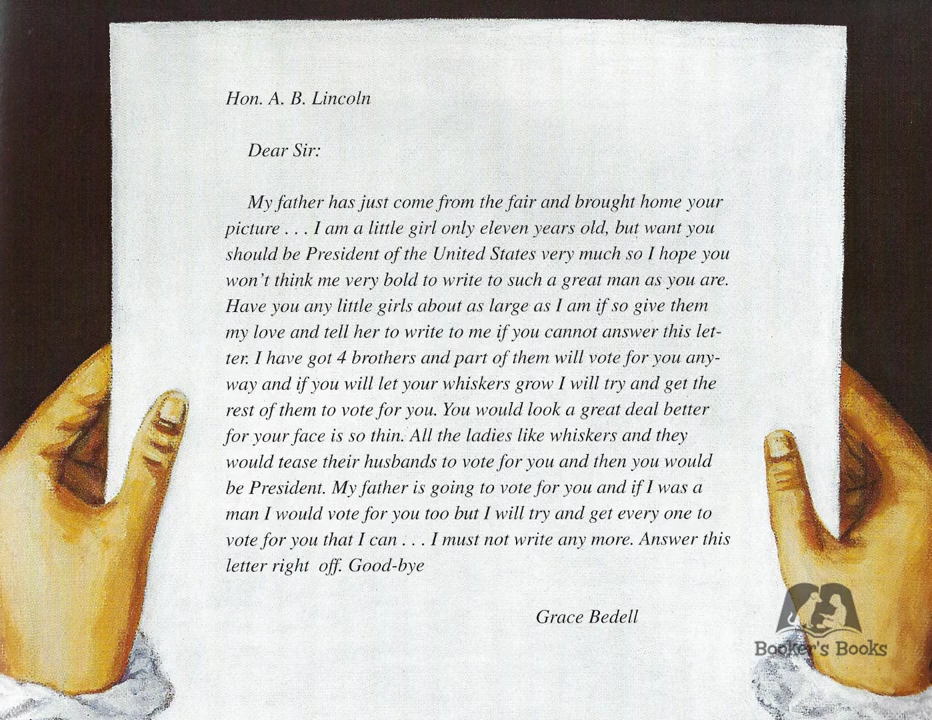 Hon. A. B. Lincoln
Dear Sir:
My father has just come from the fair and brought home your
picture . . . I am a little girl only eleven years old, but want you
should be President of the United States very much so I hope you
won't think me very bold to write to such a great man as you are.
Have you any little girls about as large as I am if so give them
my love and tell her to write to me if you cannot answer this let-
ter. I have got 4 brothers and part of them will vote for you any-
way and if you will let your whiskers grow I will try and get the
rest of them to vote for you. You would look a great deal better
for your face is so thin. All the ladies like whiskers and they
would tease their husbands to vote for you and then you would
be President. My father is going to vote for you and if I was a
man I would vote for you too but I will try and get every one to
vote for you that I can . . . I must not write any more. Answer this
letter right  off. Good-bye
Grace Bedell
Booker's Books